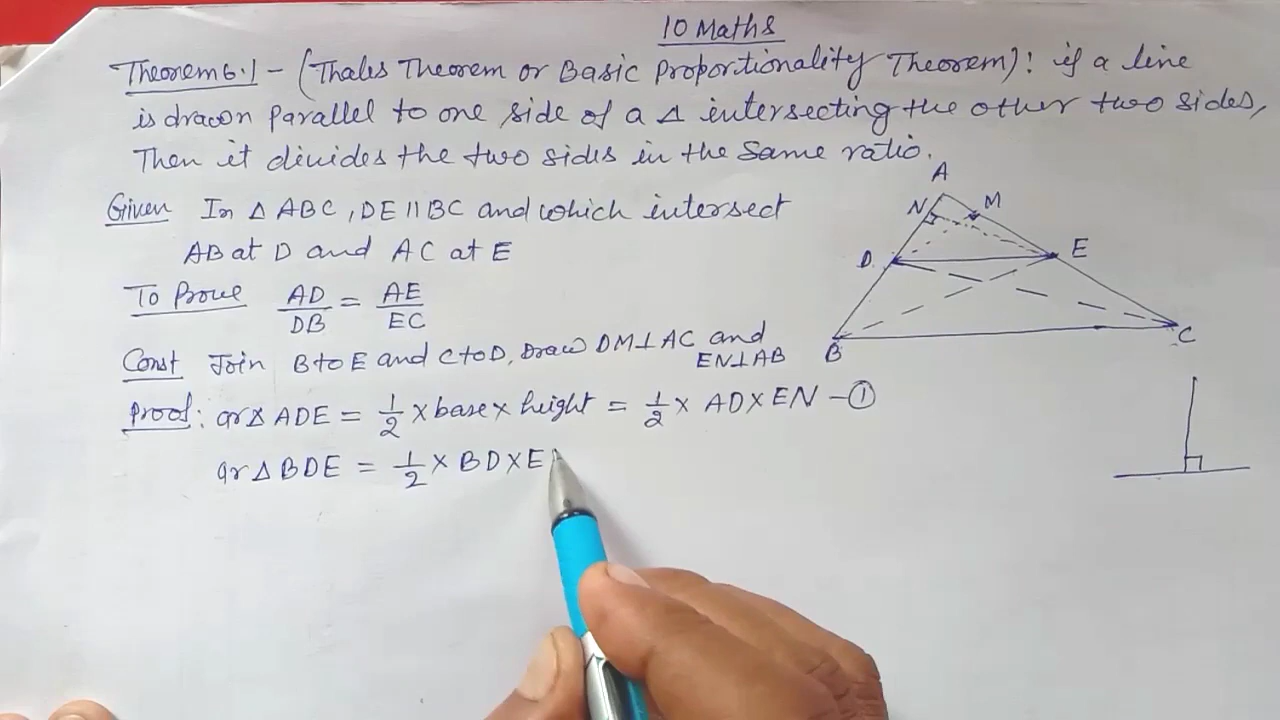 10 Maths
Theorem 6.1 - (Thales Theorem or Basic Proportionality Theorem): if a line
is drawn parallel to one side of a Δ intersecting the other two sides,
Then it divides the two sides in the same ratio.
Given In Δ ABC, DE || BC and which intersect
AB at D and AC at E
To Prove AD/DB = AE/EC
Const Join B to E and C to D, Draw DM⊥AC and
EN⊥AB
Proof: ar Δ ADE = 1/2 × base × height = 1/2 × AD × EN - ①
ar Δ BDE = 1/2 × BD × E
A
N
M
D
E
B
C